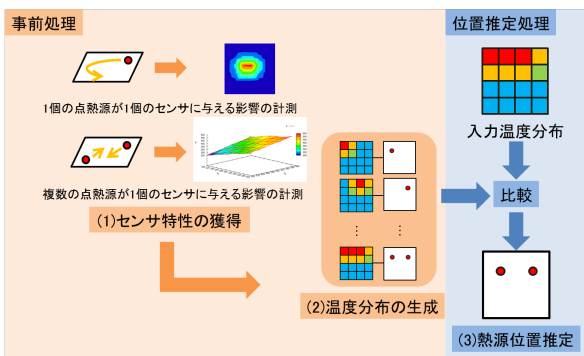 事前処理
位置推定処理
1個の点熱源が1個のセンサに与える影響の計測
複数の点熱源が1個のセンサに与える影響の計測
(1)センサ特性の獲得
(2)温度分布の生成
入力温度分布
比較
(3)熱源位置推定